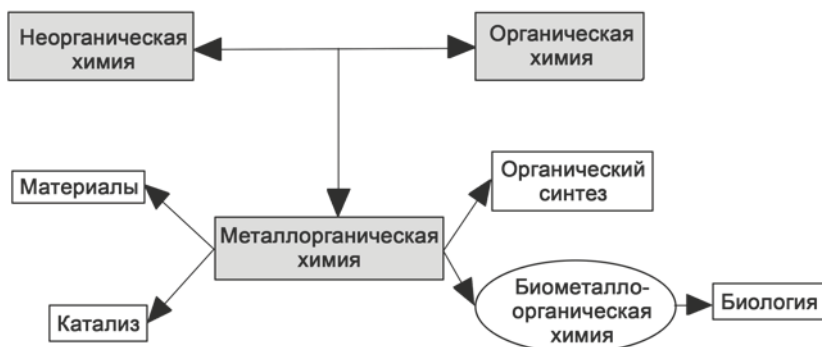 Неорганическая
химия
Органическая
химия
Материалы
Органический
синтез
Металлорганическая
химия
Катализ
Биометалло-
органическая
химия
Биология